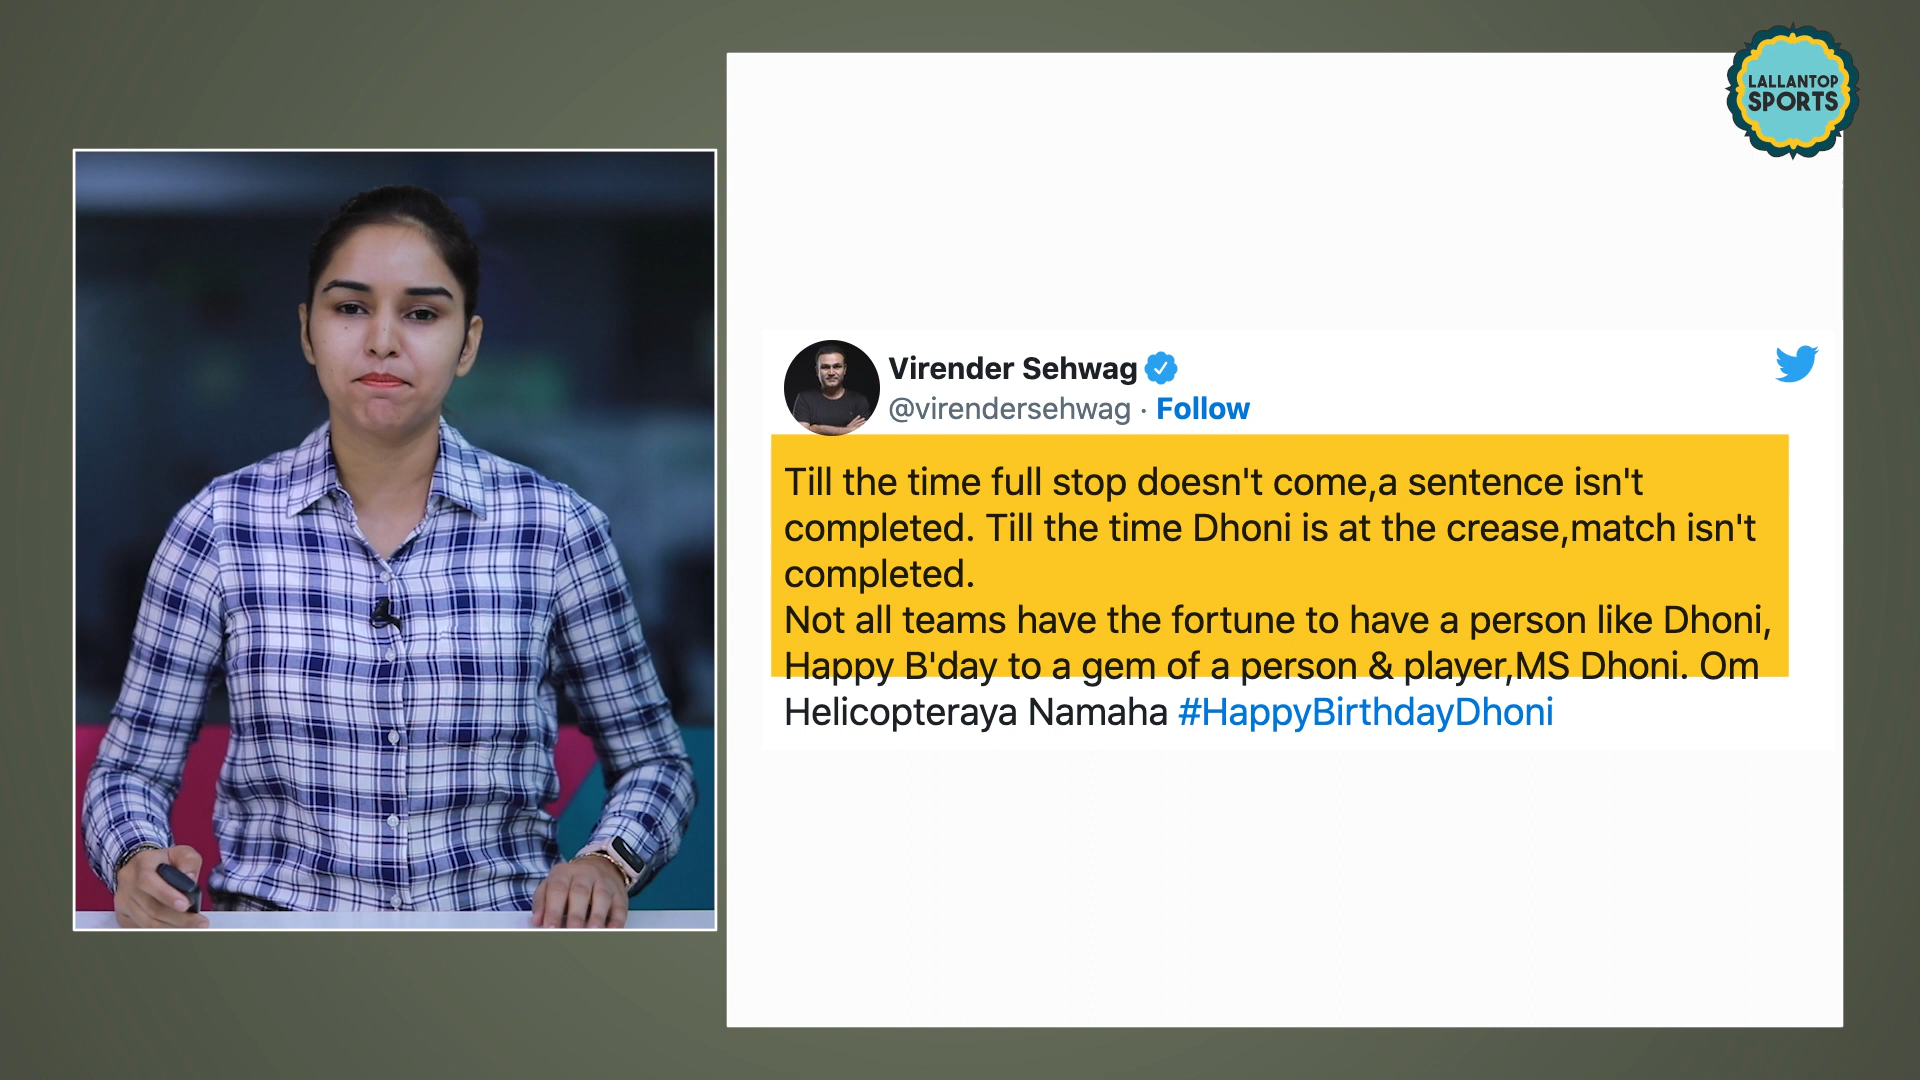 LALLANTOP
SPORTS
Virender Sehwag
@virendersehwag · Follow
Till the time full stop doesn't come,a sentence isn't
completed. Till the time Dhoni is at the crease,match isn't
completed.
Not all teams have the fortune to have a person like Dhoni,
Happy B'day to a gem of a person & player,MS Dhoni. Om
Helicopteraya Namaha #HappyBirthdayDhoni